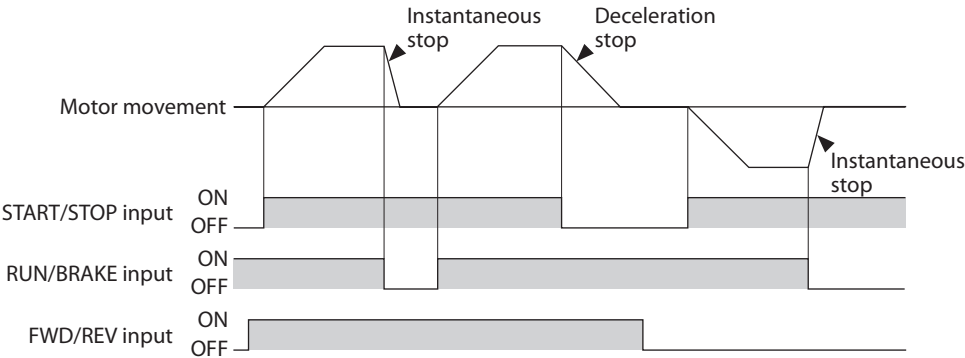 Instantaneous
stop
Deceleration
stop
Motor movement
Instantaneous
stop
START/STOP input
ON
OFF
RUN/BRAKE input
ON
OFF
FWD/REV input
ON
OFF